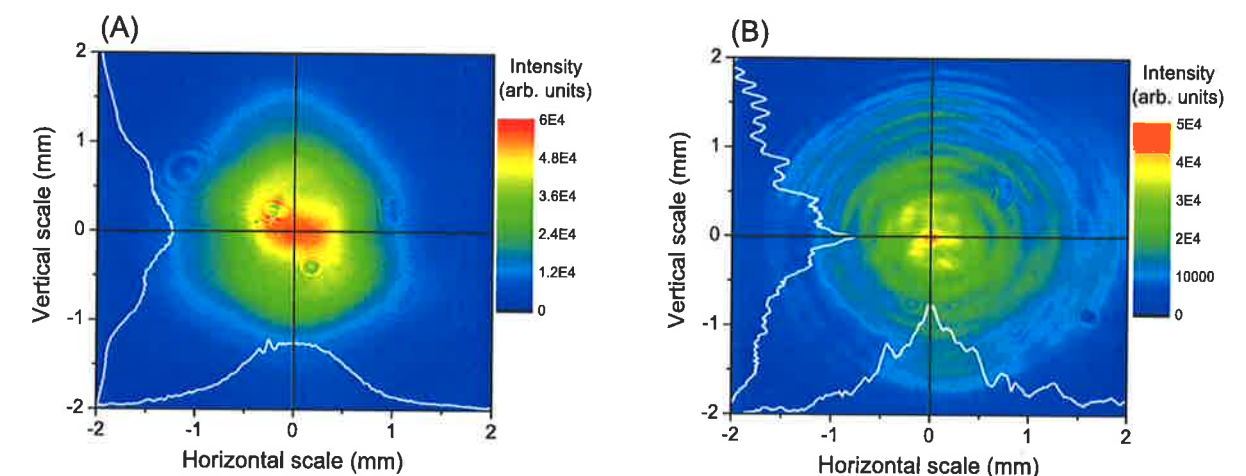 (A)
Intensity
(arb. units)
6E4
4.8E4
3.6E4
2.4E4
1.2E4
0
2
1
0
-1
-2
Vertical scale (mm)
-2
-1
0
1
2
Horizontal scale (mm)
(B)
Intensity
(arb. units)
5E4
4E4
3E4
2E4
10000
0
2
1
0
-1
-2
Vertical scale (mm)
-2
-1
0
1
2
Horizontal scale (mm)